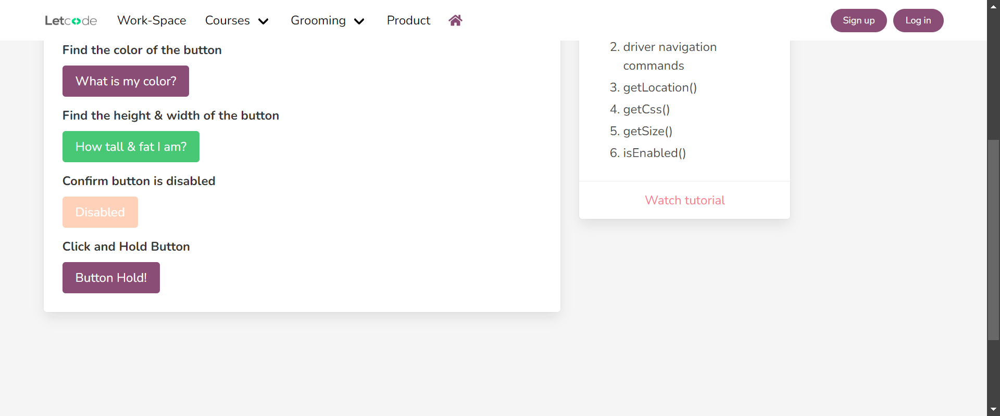 Letcode Work-Space Courses Grooming Product Sign up Log in
Find the color of the button
What is my color?
Find the height & width of the button
How tall & fat I am?
Confirm button is disabled
Disabled
Click and Hold Button
Button Hold!
2. driver navigation
commands
3. getLocation()
4. getCss()
5. getSize()
6. isEnabled()
Watch tutorial